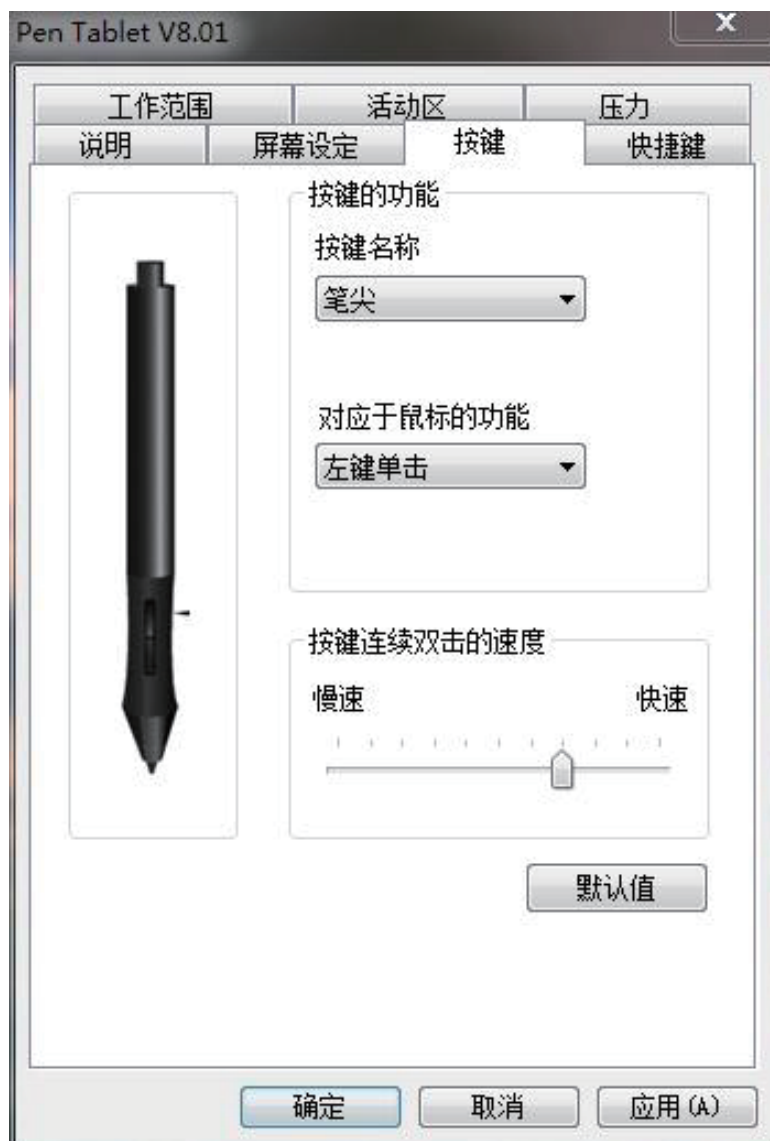 Pen Tablet V8.01
工作范围 活动区 压力
说明 屏幕设定 按键 快捷鍵
按键的功能
按键名称
笔尖
对应于鼠标的功能
左键单击
按键连续双击的速度
慢速 快速
默认值
确定 取消 应用(A)